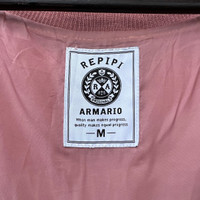 REPIPI
R A
ARMARIO
What man makes progress,
Quality makes equal progress.
M